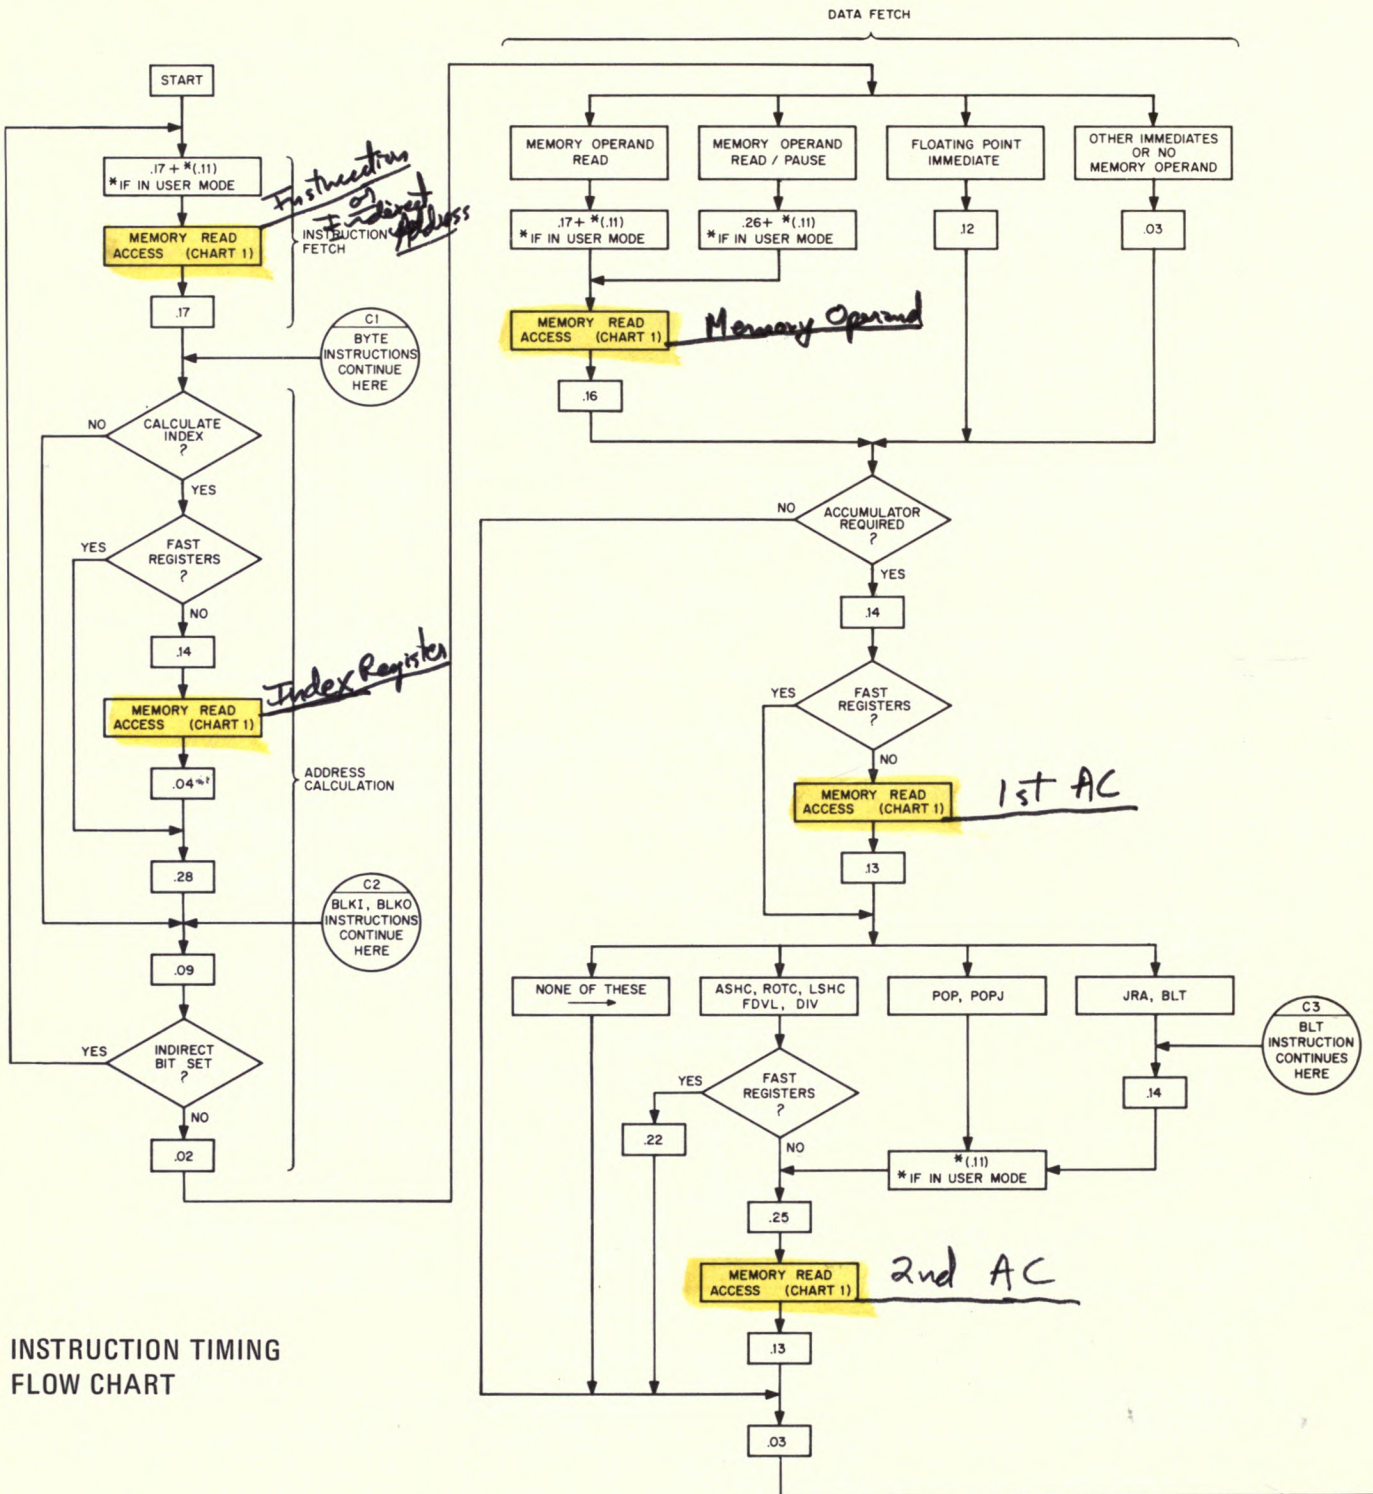 DATA FETCH
START
.17 + *(.11)
*IF IN USER MODE
Instruction
or
Indirect
Address
MEMORY READ
ACCESS (CHART 1)
INSTRUCTION
FETCH
.17
C1
BYTE
INSTRUCTIONS
CONTINUE
HERE
CALCULATE
INDEX
?
NO
YES
FAST
REGISTERS
?
YES
NO
.14
Index Register
MEMORY READ
ACCESS (CHART 1)
.04
ADDRESS
CALCULATION
.28
C2
BLKI, BLKO
INSTRUCTIONS
CONTINUE
HERE
.09
INDIRECT
BIT SET
?
YES
NO
.02
MEMORY OPERAND
READ
MEMORY OPERAND
READ / PAUSE
FLOATING POINT
IMMEDIATE
OTHER IMMEDIATES
OR NO
MEMORY OPERAND
.17+ *(.11)
*IF IN USER MODE
.26+ *(.11)
*IF IN USER MODE
.12
.03
MEMORY READ
ACCESS (CHART 1)
Memory Operand
.16
ACCUMULATOR
REQUIRED
?
NO
YES
.14
FAST
REGISTERS
?
YES
NO
MEMORY READ
ACCESS (CHART 1)
1st AC
.13
NONE OF THESE
ASHC, ROTC, LSHC
FDVL, DIV
POP, POPJ
JRA, BLT
C3
BLT
INSTRUCTION
CONTINUES
HERE
FAST
REGISTERS
?
YES
NO
.14
.22
*(.11)
*IF IN USER MODE
.25
MEMORY READ
ACCESS (CHART 1)
2nd AC
.13
.03
INSTRUCTION TIMING
FLOW CHART